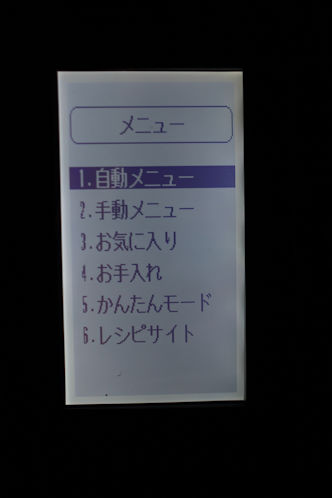 メニュー
1.自動メニュー
2.手動メニュー
3.お気に入り
4.お手入れ
5.かんたんモード
6.レシピサイト